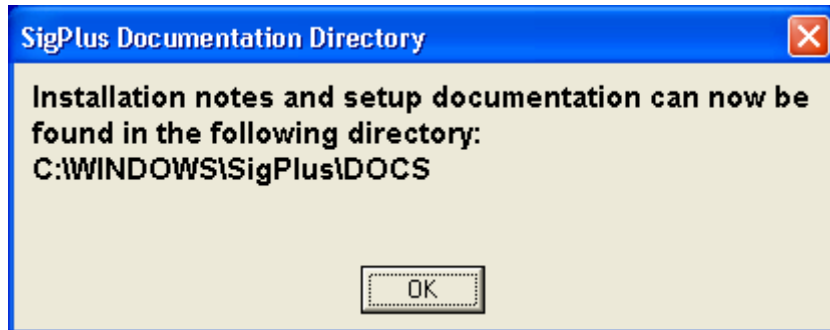 SigPlus Documentation Directory
Installation notes and setup documentation can now be
found in the following directory:
C:\WINDOWS\SigPlus\DOCS
OK